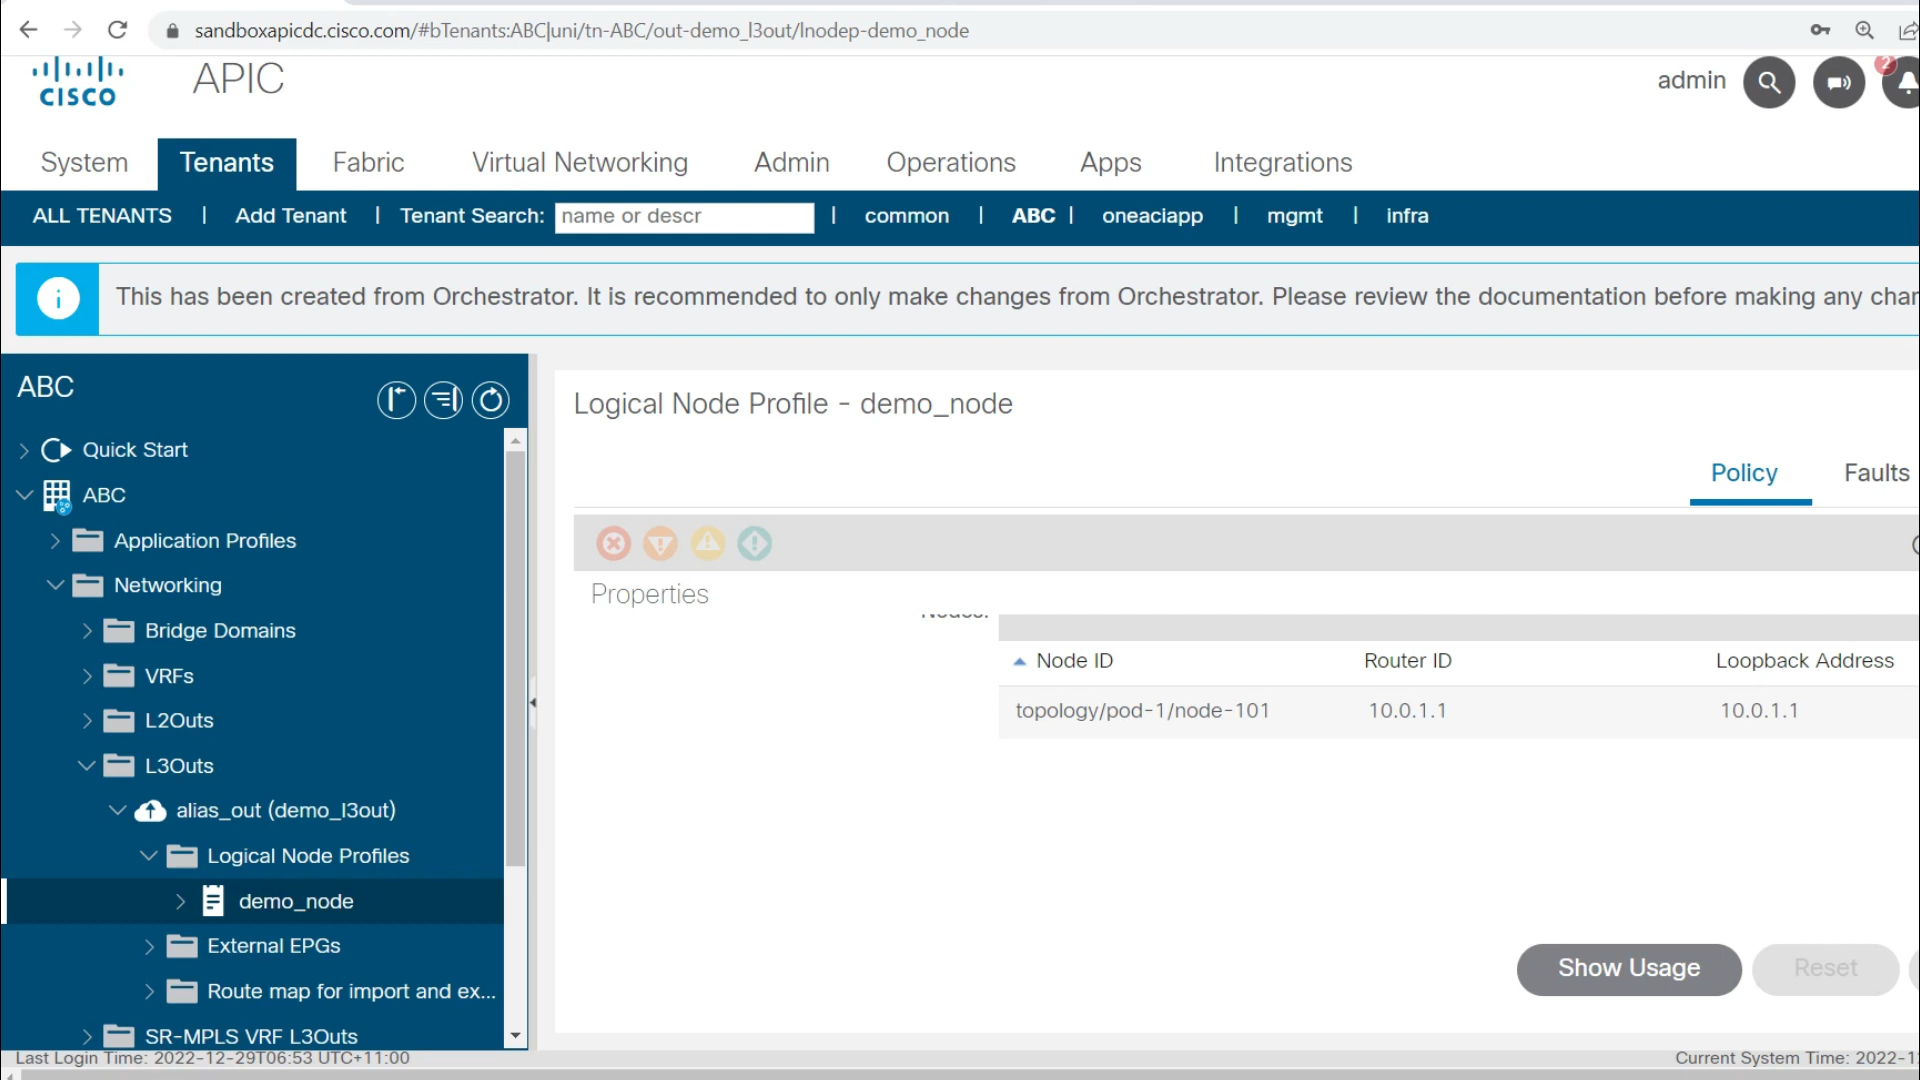 sandboxapicdc.cisco.com/#bTenants:ABC|uni/tn-ABC/out-demo_l3out/lnodep-demo_node
CISCO
APIC
admin
2
System Tenants Fabric Virtual Networking Admin Operations Apps Integrations
ALL TENANTS | Add Tenant | Tenant Search: name or descr | common | ABC | oneaciapp | mgmt | infra
This has been created from Orchestrator. It is recommended to only make changes from Orchestrator. Please review the documentation before making any
ABC
Quick Start
ABC
Application Profiles
Networking
Bridge Domains
VRFs
L2Outs
L3Outs
alias_out (demo_l3out)
Logical Node Profiles
demo_node
External EPGs
Route map for import and ex...
SR-MPLS VRF L3Outs
Logical Node Profile - demo_node
Policy Faults
Properties
Node ID Router ID Loopback Address
topology/pod-1/node-101 10.0.1.1 10.0.1.1
Show Usage Reset
Last Login Time: 2022-12-29T06:53 UTC+11:00
Current System Time: 2022-1